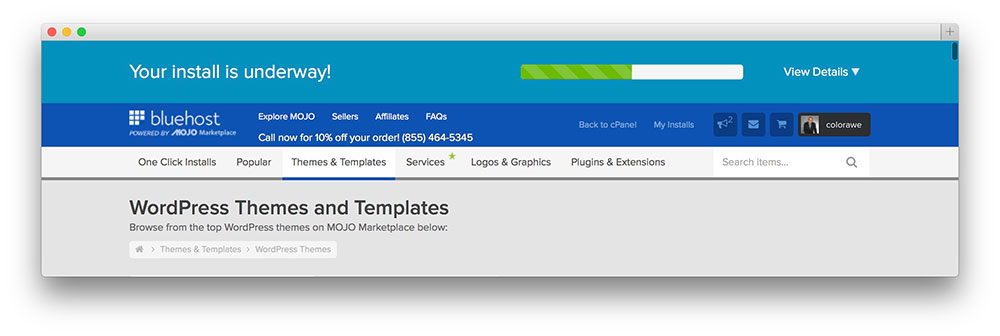 Your install is underway!
View Details ▼
bluehost
POWERED BY MOJO Marketplace
Explore MOJO Sellers Affiliates FAQs
Call now for 10% off your order! (855) 464-5345
Back to cPanel My Installs 2 colorawe
One Click Installs Popular Themes & Templates Services Logos & Graphics Plugins & Extensions Search items...
WordPress Themes and Templates
Browse from the top WordPress themes on MOJO Marketplace below:
Themes & Templates > WordPress Themes